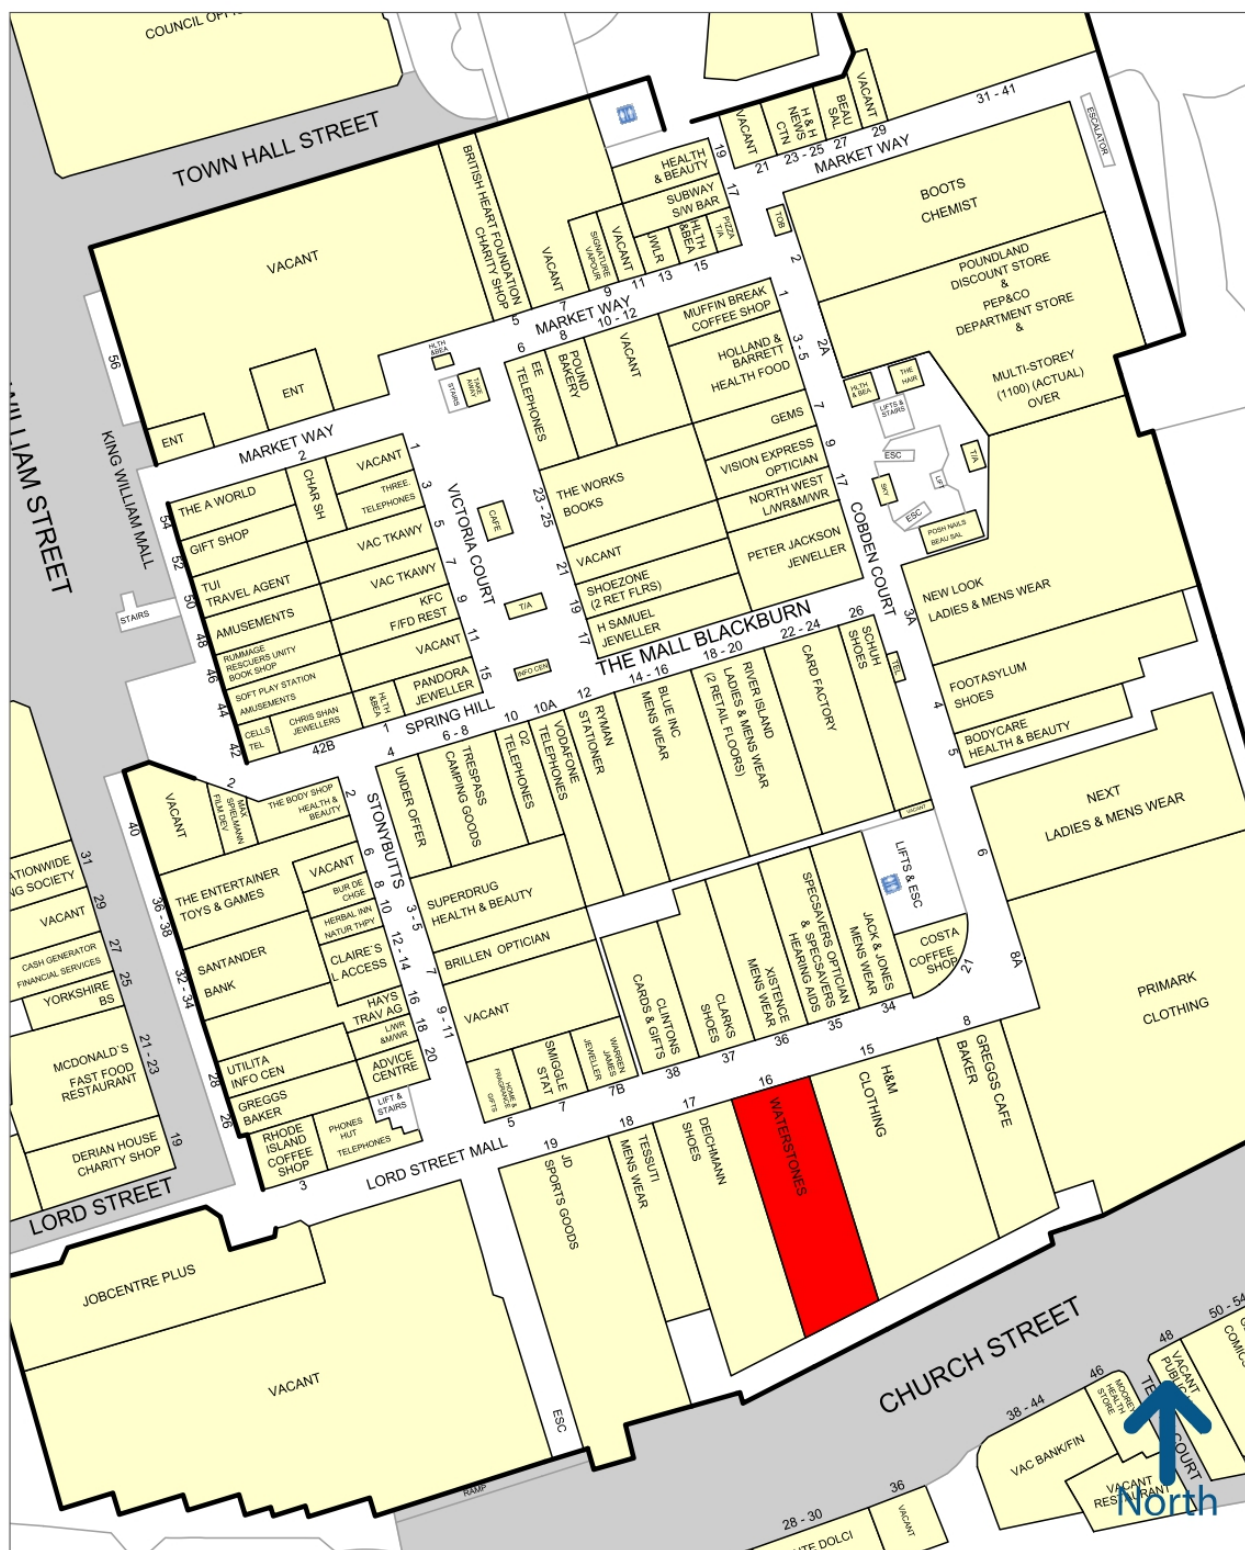 COUNCIL
TOWN HALL STREET
31 - 41
ESCALATOR
VACANT
H & H
NEWS
CTN
BEAU
SAL
VACANT
21
23 - 25
27
29
MARKET WAY
BRITISH HEART FOUNDATION
CHARITY SHOP
HEALTH
& BEAUTY
19
SUBWAY
S/W BAR
17
BOOTS
CHEMIST
VACANT
VACANT
SIGNATURE
VAPOUR
VACANT
JWLR
HLTH
&BEA
PIZZA
T/A
TOB
2
5
7
9
11
13
15
MARKET WAY
POUNDLAND
DISCOUNT STORE
&
PEP&CO
DEPARTMENT STORE
&
MULTI-STOREY
(1100) (ACTUAL)
OVER
6
8
10 - 12
MUFFIN BREAK
COFFEE SHOP
1
HOLLAND &
BARRETT
HEALTH FOOD
3 - 5
2A
HLTH
&BEA
STAIRS
TAKE
AWAY
EE
TELEPHONES
POUND
BAKERY
VACANT
56
ENT
ENT
MARKET WAY
HLTH
& BEA
THE
HAIR
LIFTS &
STAIRS
GEMS
7
VISION EXPRESS
OPTICIAN
9
NORTH WEST
L/WR&M/WR
17
ESC
LIFT
T/A
SKY
ESC
POSH NAILS
BEAU SAL
WILLIAM STREET
KING WILLIAM MALL
STAIRS
THE A WORLD
54
2
CHAR SH
VACANT
1
THREE.
TELEPHONES
3
GIFT SHOP
52
VAC TKAWY
5
TUI
TRAVEL AGENT
50
VAC TKAWY
7
AMUSEMENTS
48
KFC
F/FD REST
9
RUMMAGE
RESCUERS UNITY
BOOK SHOP
46
VACANT
11
SOFT PLAY STATION
AMUSEMENTS
44
PANDORA
JEWELLER
15
CELLS
TEL
42
CHRIS SHAN
JEWELLERS
42B
HLTH
&BEA
1
VICTORIA COURT
CAFE
T/A
INFO CEN
THE WORKS
BOOKS
23 - 25
VACANT
21
SHOEZONE
(2 RET FLRS)
19
H SAMUEL
JEWELLER
17
PETER JACKSON
JEWELLER
COBDEN COURT
NEW LOOK
LADIES & MENS WEAR
3A
FOOTASYLUM
SHOES
4
BODYCARE
HEALTH & BEAUTY
5
NEXT
LADIES & MENS WEAR
6
THE MALL BLACKBURN
SPRING HILL
4
6 - 8
10
10A
12
14 - 16
18 - 20
22 - 24
26
UNDER OFFER
TRESPASS
CAMPING GOODS
O2
TELEPHONES
VODAFONE
TELEPHONES
RYMAN
STATIONER
BLUE INC
MENS WEAR
RIVER ISLAND
LADIES & MENS WEAR
(2 RETAIL FLOORS)
CARD FACTORY
SCHUH
SHOES
TEL
VACANT
LIFTS & ESC
2
VACANT
40
MAX
SPIELMANN
FILM DEV
THE BODY SHOP
HEALTH &
BEAUTY
2
STONYBUTTS
THE ENTERTAINER
TOYS & GAMES
36 - 38
VACANT
6
BUR DE
CHGE
8
HERBAL INN
NATUR THPY
10
SANTANDER
BANK
32 - 34
CLAIRE'S
L ACCESS
12 - 14
HAYS
TRAV AG
16
L/WR
&M/WR
18
UTILITA
INFO CEN
28
ADVICE
CENTRE
20
GREGGS
BAKER
26
LIFT &
STAIRS
RHODE
ISLAND
COFFEE
SHOP
PHONES
HUT
TELEPHONES
3
SUPERDRUG
HEALTH & BEAUTY
3 - 5
BRILLEN OPTICIAN
7
VACANT
9 - 11
HOME &
FRAGRANCE
GIFTS
SMIGGLE
STAT
WARREN
JAMES
JEWELLER
5
7
7B
CLINTONS
CARDS & GIFTS
CLARKS
SHOES
XISTENCE
MENS WEAR
SPECSAVERS OPTICIAN
& SPECSAVERS
HEARING AIDS
JACK & JONES
MENS WEAR
COSTA
COFFEE
SHOP
21
38
37
36
35
34
8A
PRIMARK
CLOTHING
31
29
VACANT
27
CASH GENERATOR
FINANCIAL SERVICES
25
YORKSHIRE
BS
21 - 23
MCDONALD'S
FAST FOOD
RESTAURANT
19
DERIAN HOUSE
CHARITY SHOP
LORD STREET
LORD STREET MALL
19
18
17
16
15
8
JD
SPORTS GOODS
TESSUTI
MENS WEAR
DEICHMANN
SHOES
WATERSTONES
H&M
CLOTHING
GREGGS CAFE
BAKER
JOBCENTRE PLUS
VACANT
ESC
RAMP
CHURCH STREET
28 - 30
36
VACANT
38 - 44
VAC BANK/FIN
46
HEALTH
STORE
48
VACANT
50 - 54
VACANT
COURT
North